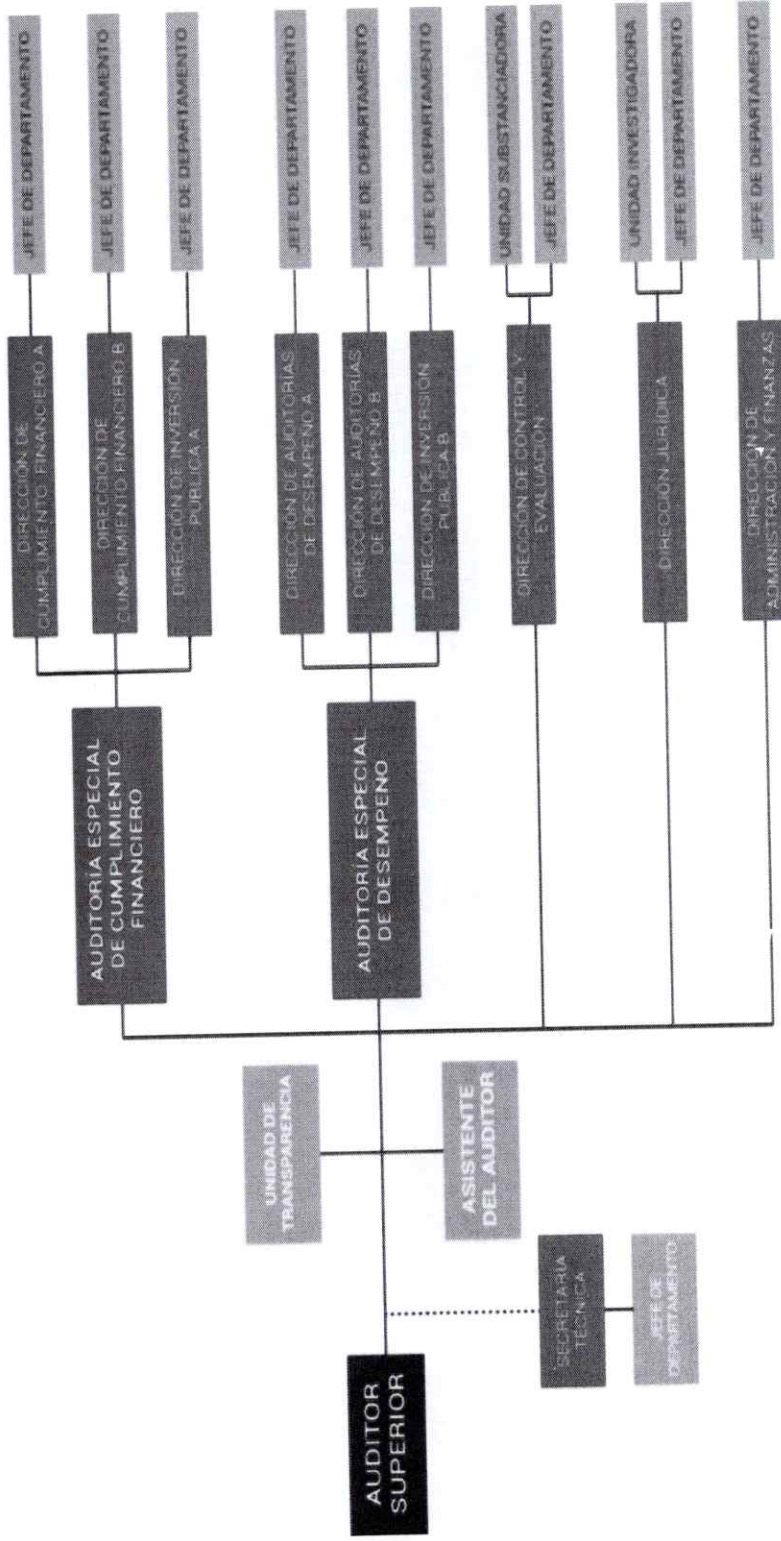 AUDITOR
SUPERIOR
SECRETARÍA
TÉCNICA
JEFE DE
DEPARTAMENTO
UNIDAD DE
TRANSPARENCIA
ASISTENTE
DEL AUDITOR
AUDITORÍA ESPECIAL
DE CUMPLIMIENTO
FINANCIERO
DIRECCIÓN DE
CUMPLIMIENTO FINANCIERO A
JEFE DE DEPARTAMENTO
DIRECCIÓN DE
CUMPLIMIENTO FINANCIERO B
JEFE DE DEPARTAMENTO
DIRECCIÓN DE INVERSIÓN
PÚBLICA A
JEFE DE DEPARTAMENTO
AUDITORÍA ESPECIAL
DE DESEMPEÑO
DIRECCIÓN DE AUDITORÍAS
DE DESEMPEÑO A
JEFE DE DEPARTAMENTO
DIRECCIÓN DE AUDITORÍAS
DE DESEMPEÑO B
JEFE DE DEPARTAMENTO
DIRECCIÓN DE INVERSIÓN
PÚBLICA B
JEFE DE DEPARTAMENTO
DIRECCIÓN DE CONTROL Y
EVALUACIÓN
UNIDAD SUBSTANCIADORA
JEFE DE DEPARTAMENTO
DIRECCIÓN JURÍDICA
UNIDAD INVESTIGADORA
JEFE DE DEPARTAMENTO
DIRECCIÓN DE
ADMINISTRACIÓN Y FINANZAS
JEFE DE DEPARTAMENTO